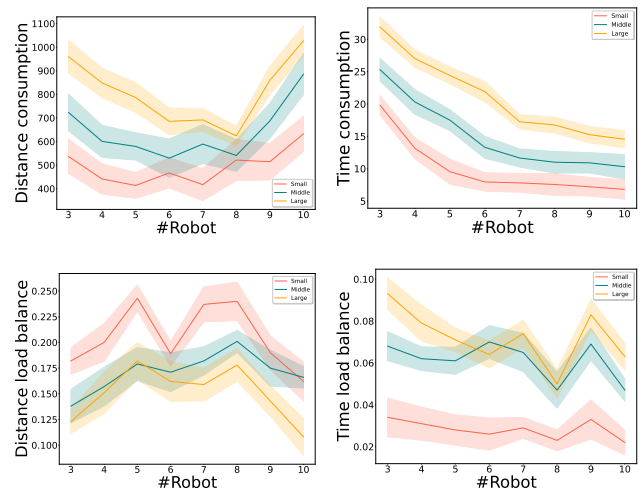 Distance consumption
1100
1000
900
800
700
600
500
400
3 4 5 6 7 8 9 10
#Robot
Small
Middle
Large
Time consumption
30
25
20
15
10
5
3 4 5 6 7 8 9 10
#Robot
Small
Middle
Large
Distance load balance
0.250
0.225
0.200
0.175
0.150
0.125
0.100
3 4 5 6 7 8 9 10
#Robot
Small
Middle
Large
Time load balance
0.10
0.08
0.06
0.04
0.02
3 4 5 6 7 8 9 10
#Robot
Small
Middle
Large